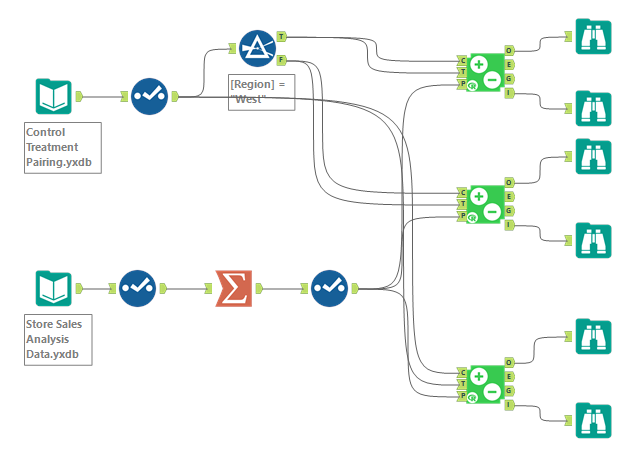 T
F
[Region] =
"West"
Control
Treatment
Pairing.yxdb
C
T
P
O
E
G
I
R
C
T
P
O
E
G
I
R
Store Sales
Analysis
Data.yxdb
Σ
C
T
P
O
E
G
I
R